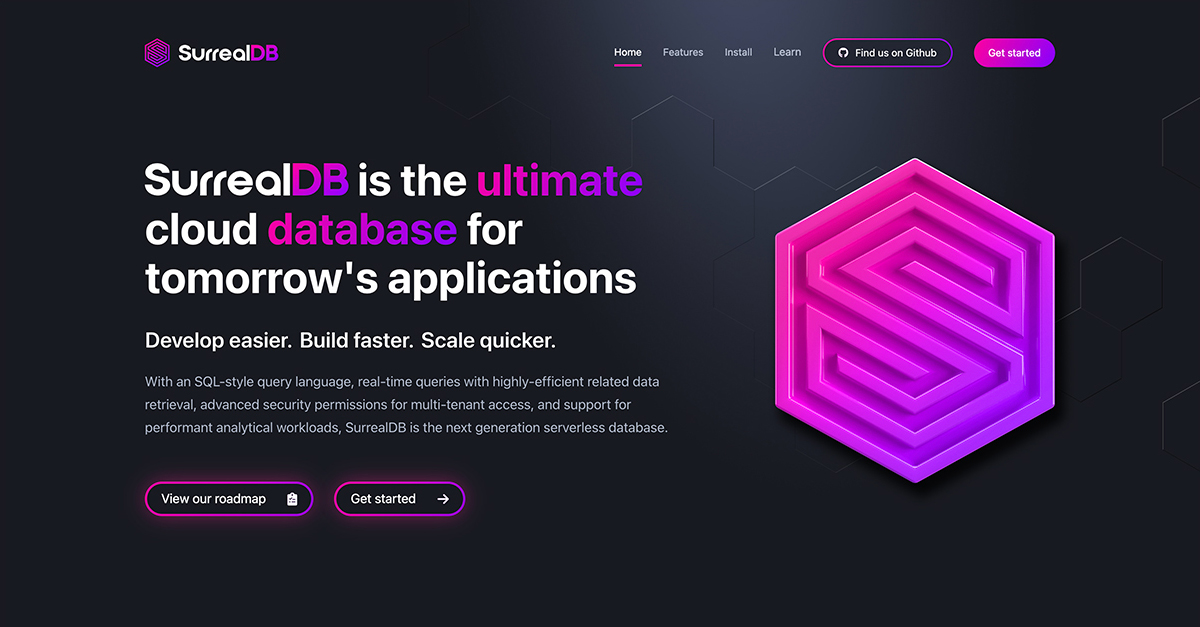 SurrealDB
Home
Features
Install
Learn
Find us on Github
Get started
SurrealDB is the ultimate
cloud database for
tomorrow's applications
Develop easier. Build faster. Scale quicker.
With an SQL-style query language, real-time queries with highly-efficient related data
retrieval, advanced security permissions for multi-tenant access, and support for
performant analytical workloads, SurrealDB is the next generation serverless database.
View our roadmap
Get started